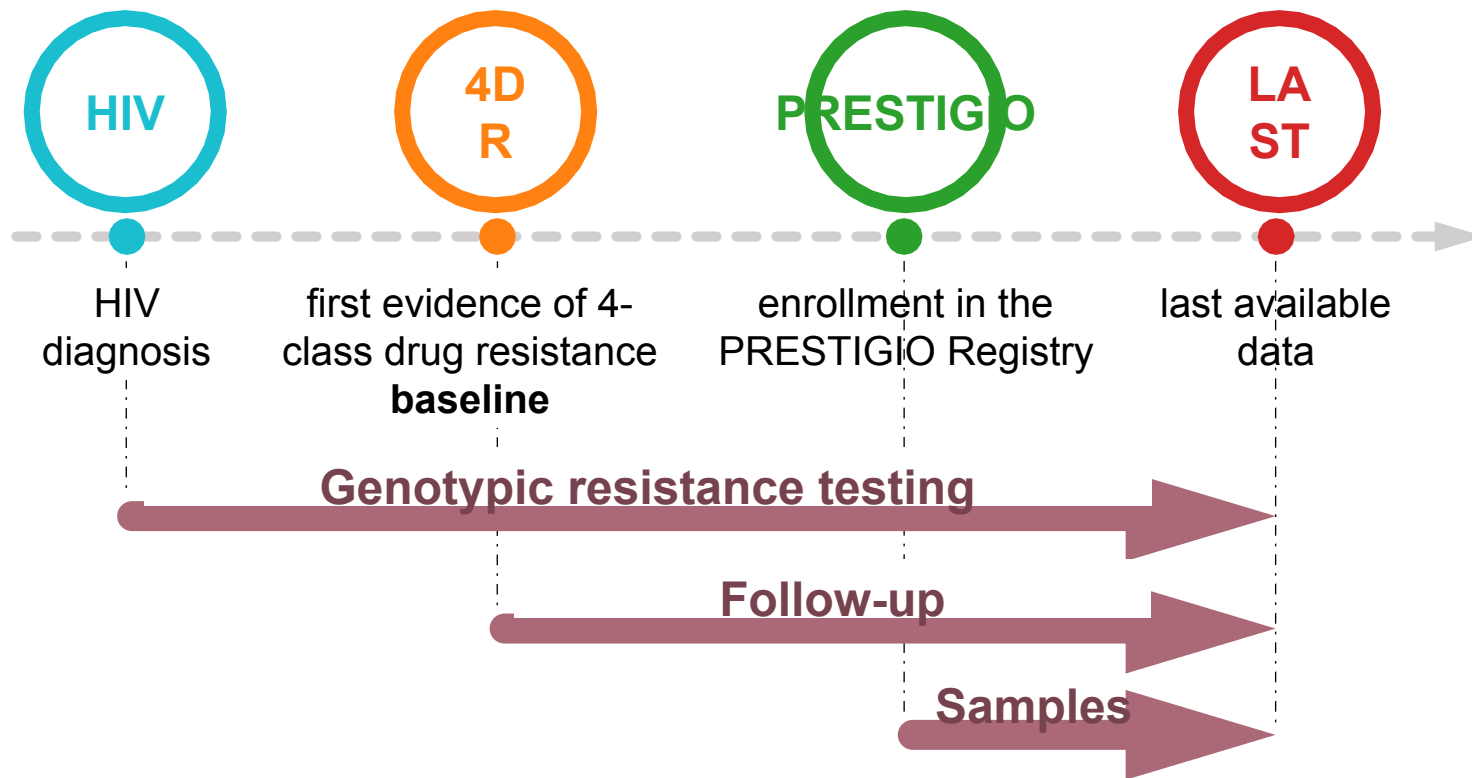 HIV
4D
R
PRESTIGIO
LA
ST
HIV
diagnosis
first evidence of 4-
class drug resistance
baseline
enrollment in the
PRESTIGIO Registry
last available
data
Genotypic resistance testing
Follow-up
Samples